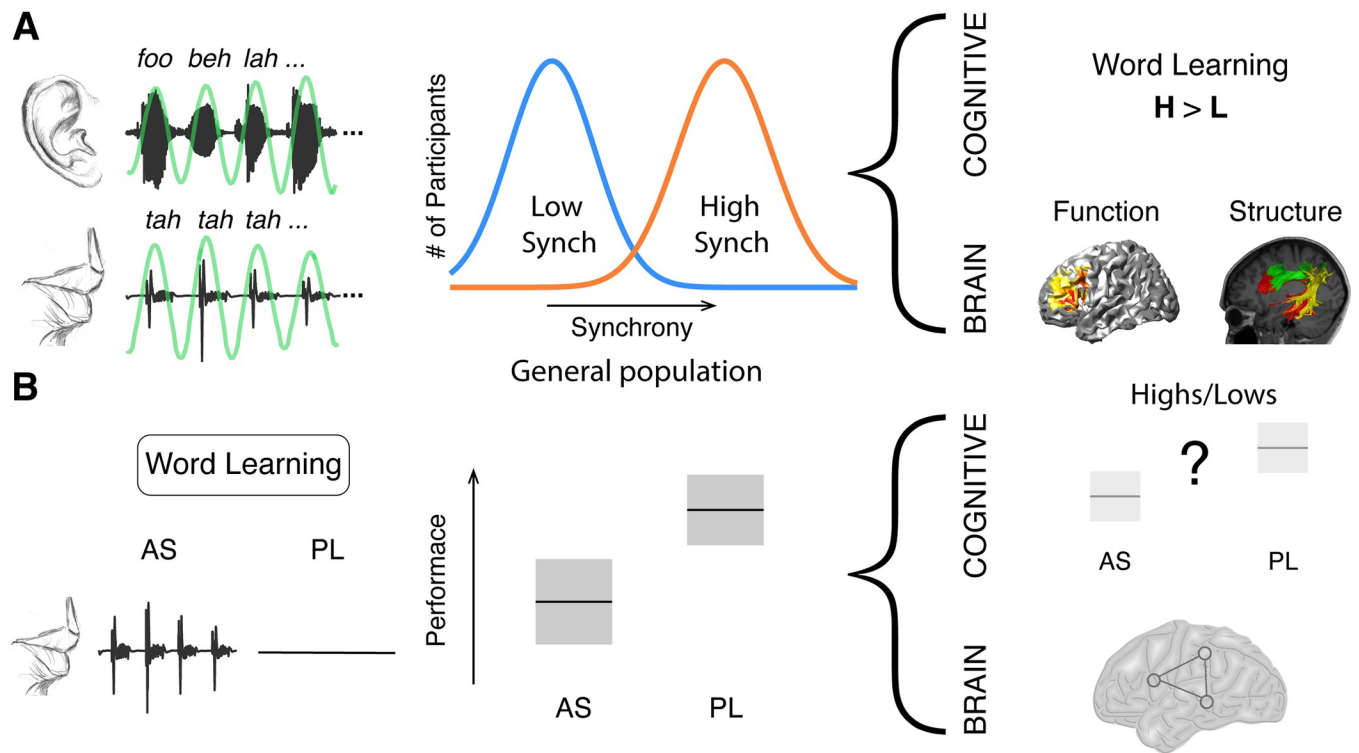 A
foo beh lah ...
...
tah tah tah ...
...
# of Participants
Low
Synch
High
Synch
Synchrony
General population
COGNITIVE
BRAIN
Word Learning
H > L
Function
Structure
B
Word Learning
AS
PL
Performace
AS
PL
COGNITIVE
BRAIN
Highs/Lows
?
AS
PL